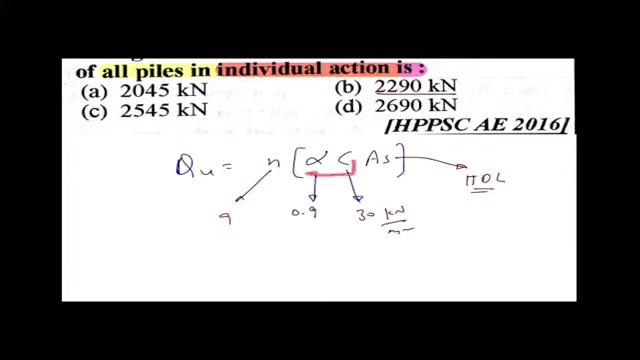 of all piles in individual action is :
(a) 2045 kN (b) 2290 kN
(c) 2545 kN (d) 2690 kN
[HPPSC AE 2016]
Qu = n [ α C As ]
πDL
9 0.9 30 kN/m²